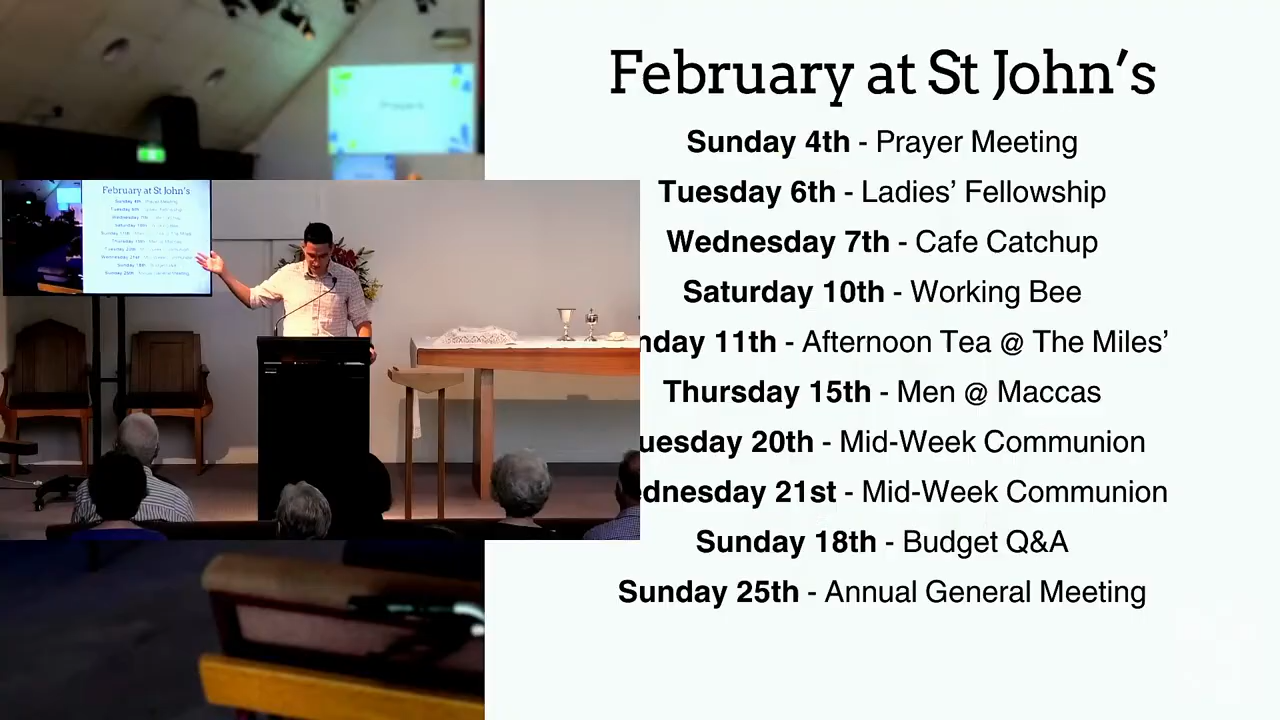 February at St John’s
Sunday 4th - Prayer Meeting
Tuesday 6th - Ladies’ Fellowship
Wednesday 7th - Cafe Catchup
Saturday 10th - Working Bee
nday 11th - Afternoon Tea @ The Miles’
Thursday 15th - Men @ Maccas
uesday 20th - Mid-Week Communion
ednesday 21st - Mid-Week Communion
Sunday 18th - Budget Q&A
Sunday 25th - Annual General Meeting
February at St John's